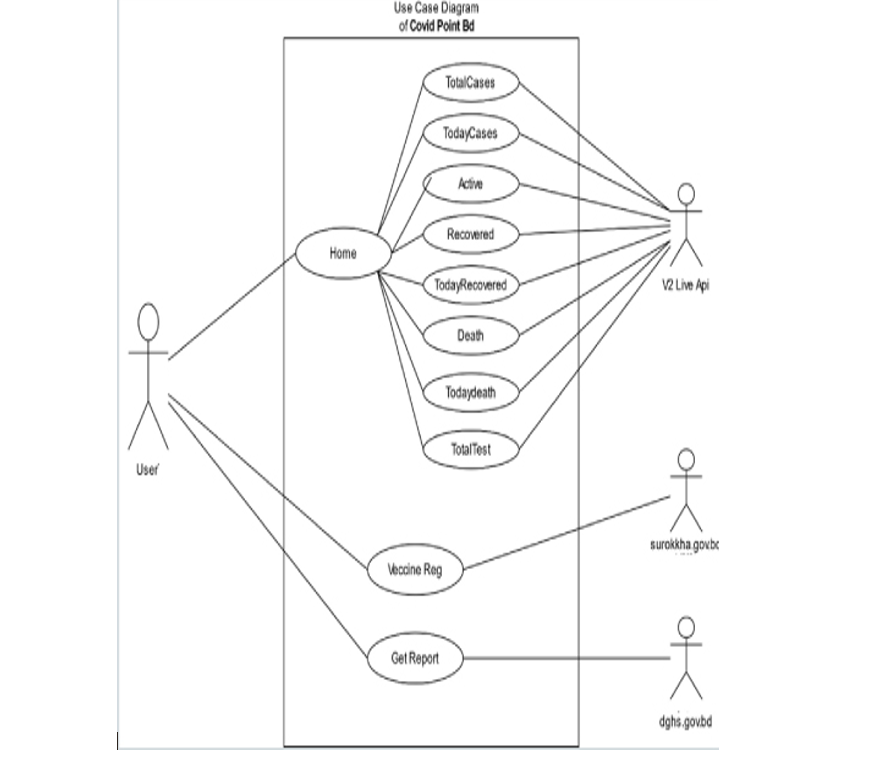 Use Case Diagram
of Covid Point Bd
TotalCases
TodayCases
Active
Recovered
Home
TodayRecovered
V2 Live Api
Death
Todaydeath
TotalTest
User
surokkha.gov.bd
Veccine Reg
Get Report
dghs.gov.bd